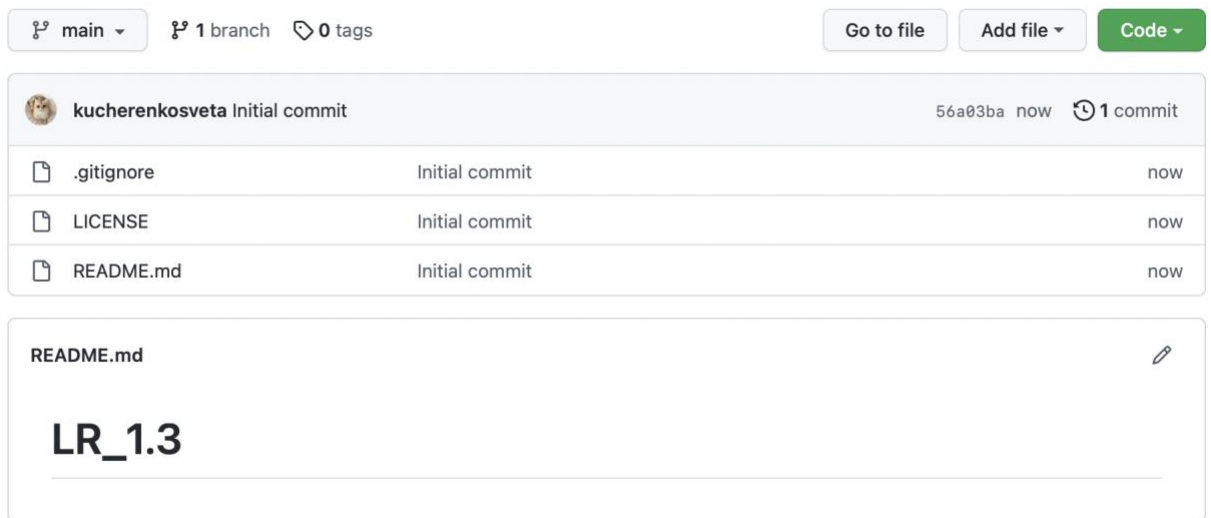 main 1 branch 0 tags Go to file Add file Code
kucherenkosveta Initial commit 56a03ba now 1 commit
.gitignore Initial commit now
LICENSE Initial commit now
README.md Initial commit now
README.md
LR_1.3